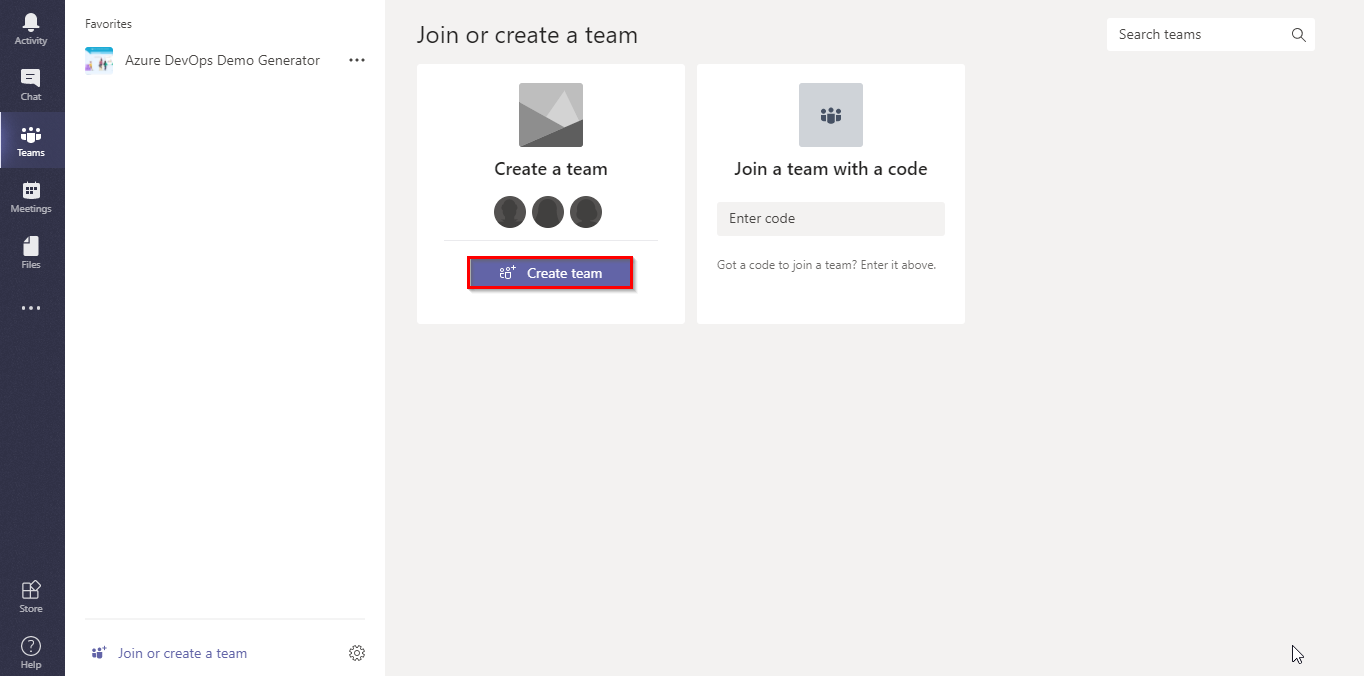 Activity
Chat
Teams
Meetings
Files
Store
Help
Favorites
Azure DevOps Demo Generator
Join or create a team
Join or create a team
Search teams
Create a team
Create team
Join a team with a code
Enter code
Got a code to join a team? Enter it above.